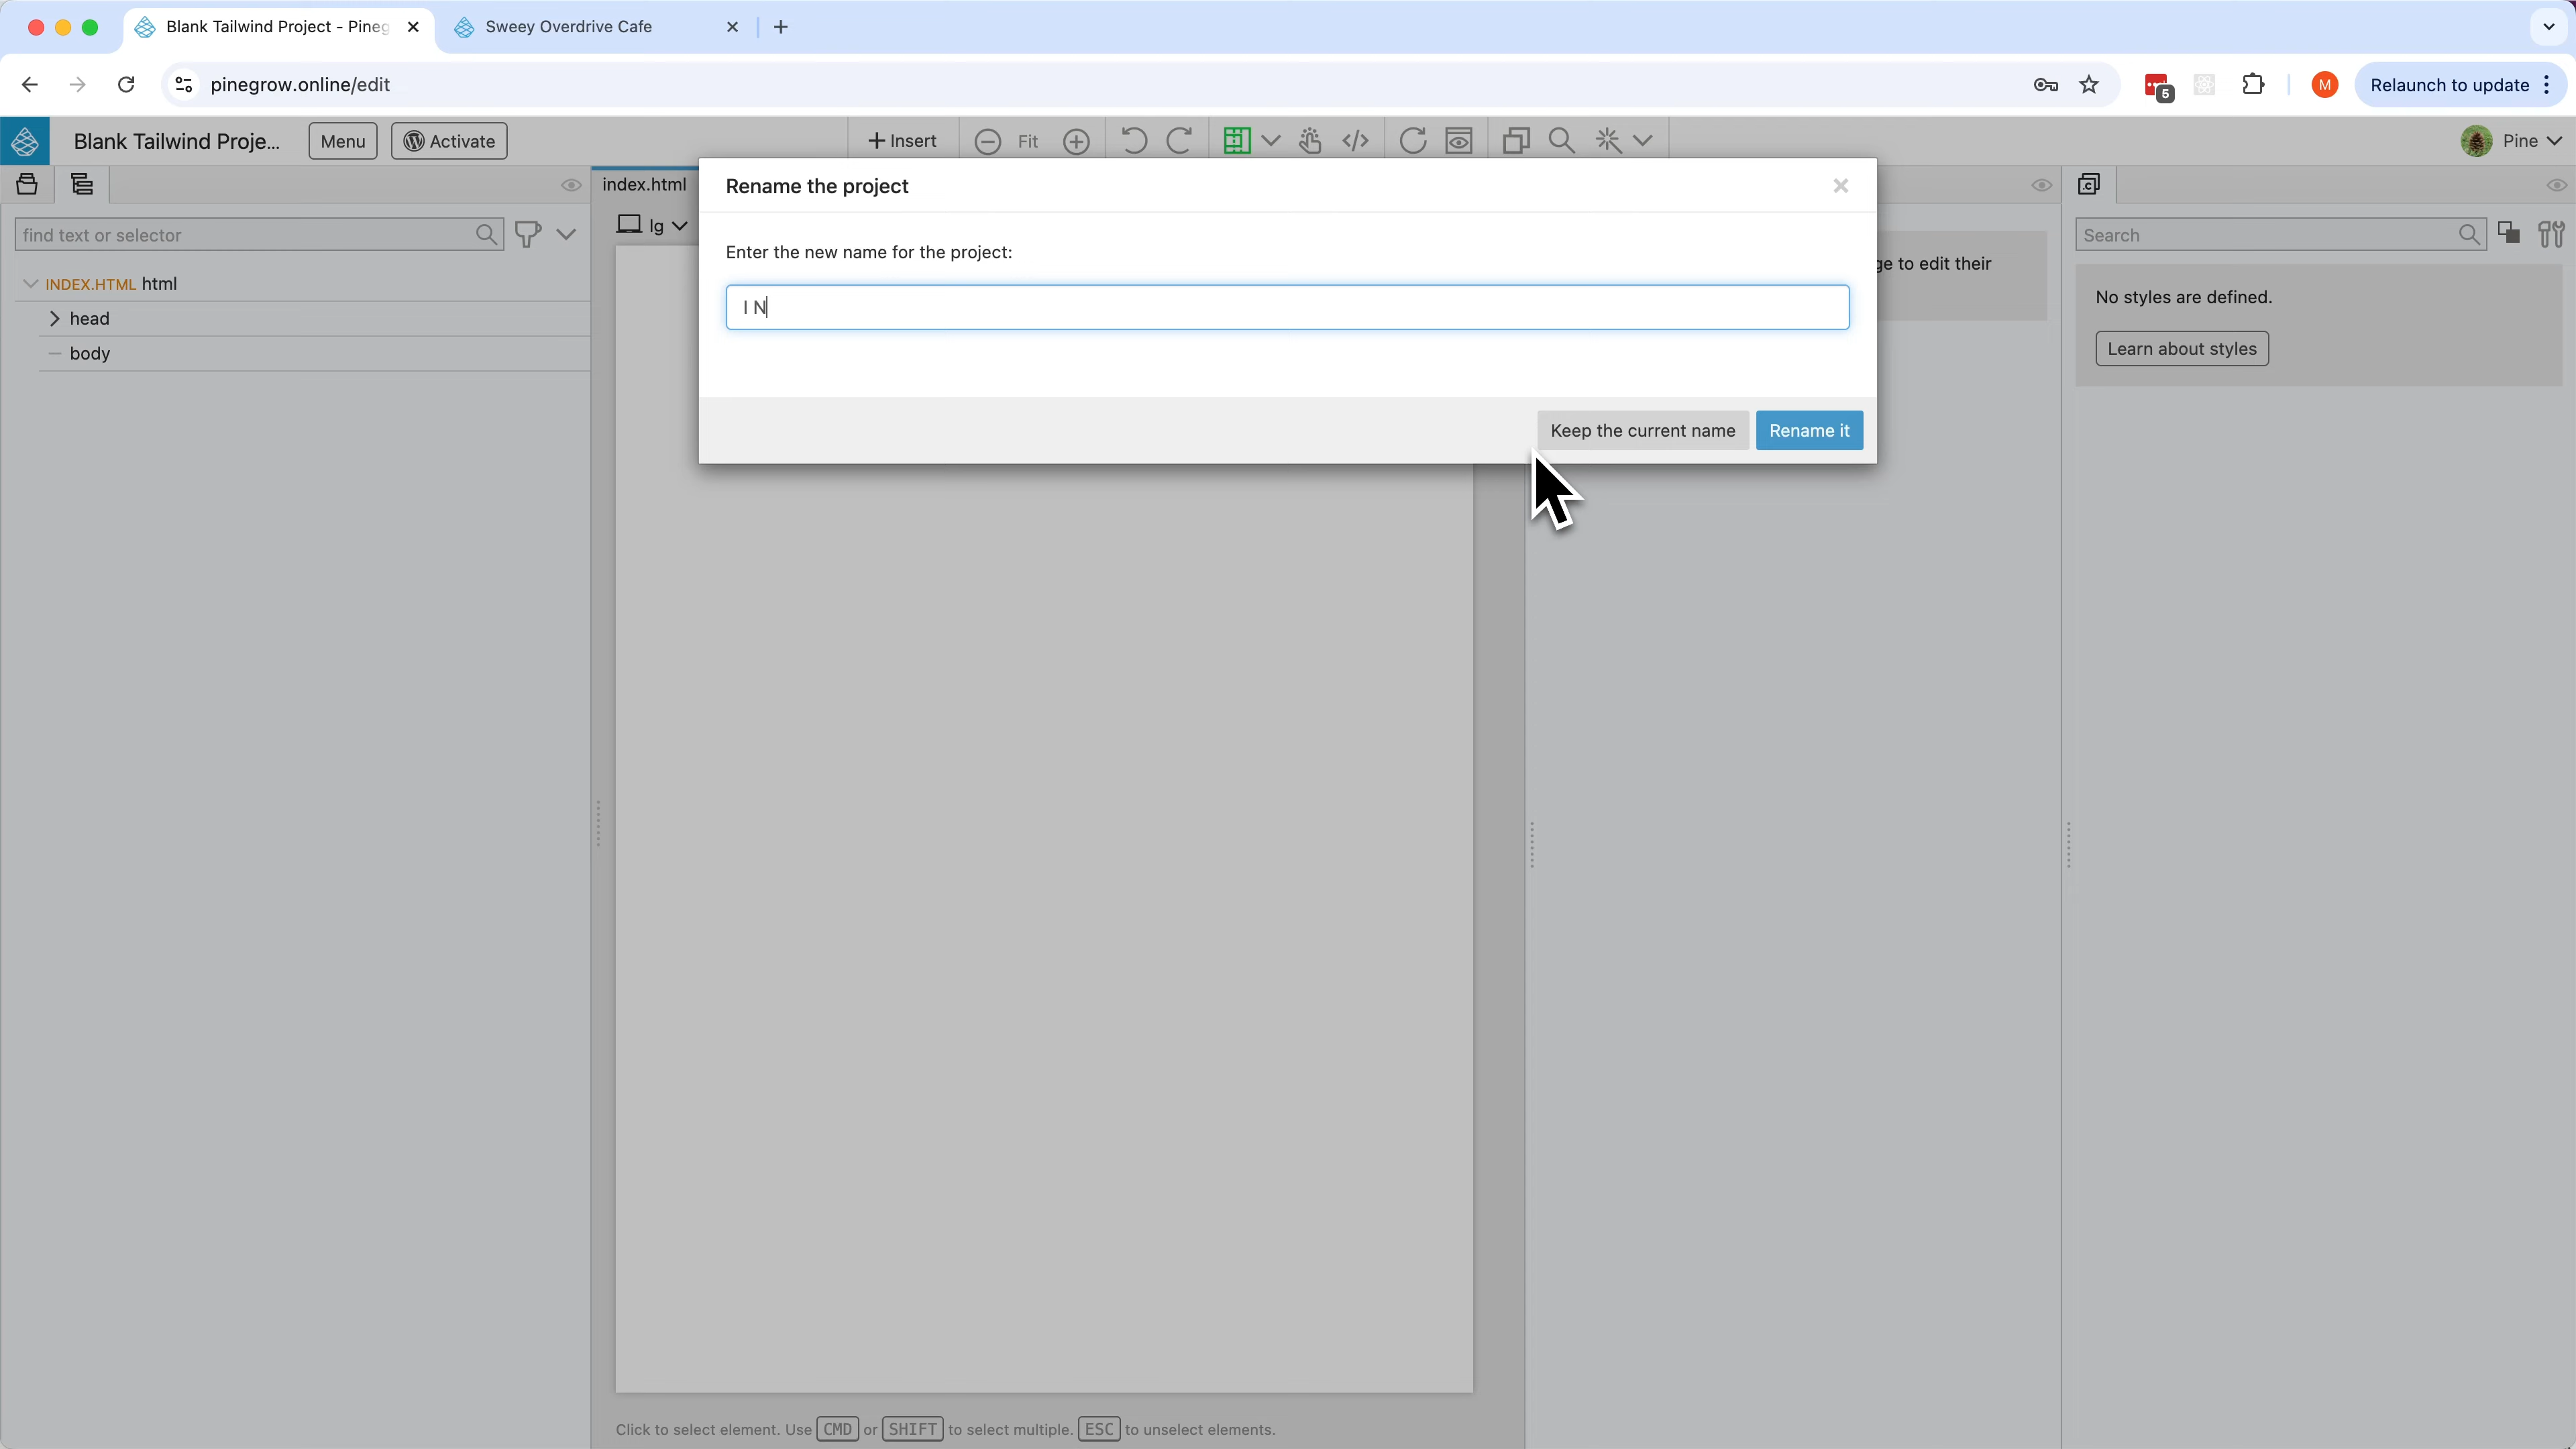 Blank Tailwind Project - Pineg
Sweey Overdrive Cafe
pinegrow.online/edit
5
M
Relaunch to update
Blank Tailwind Proje...
Menu
Activate
Insert
Fit
Pine
index.html
Rename the project
find text or selector
lg
Enter the new name for the project:
ge to edit their
Search
INDEX.HTML html
I N
No styles are defined.
head
Learn about styles
body
Keep the current name
Rename it
Click to select element. Use CMD or SHIFT to select multiple. ESC to unselect elements.